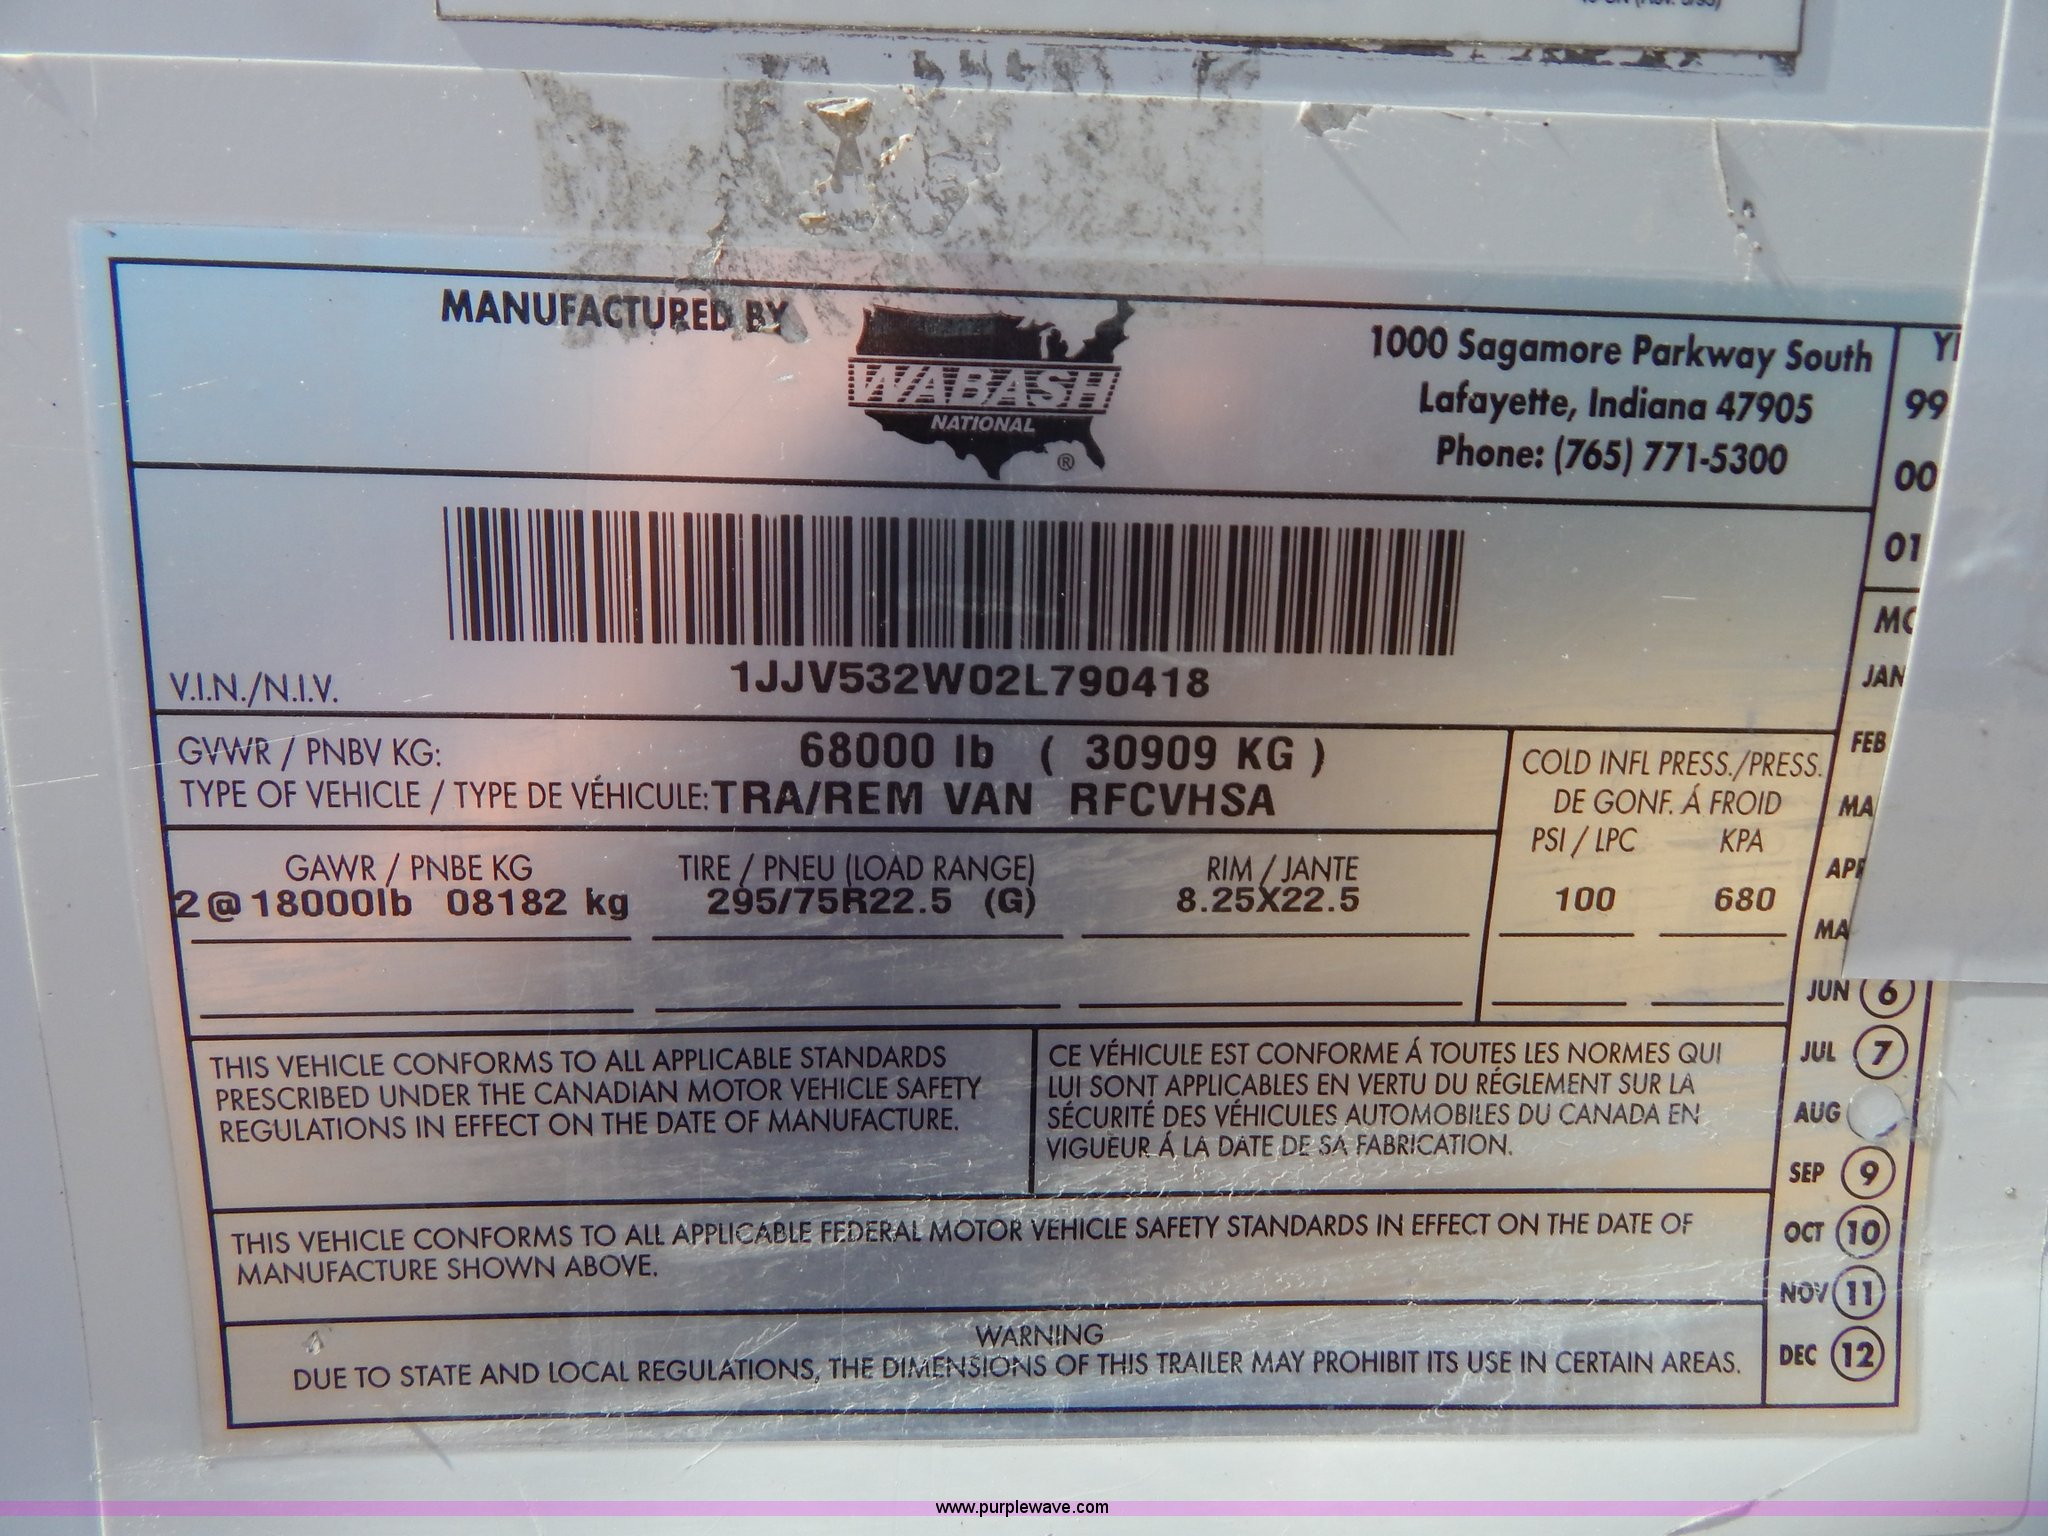 MANUFACTURED BY
WABASH
NATIONAL
®
1000 Sagamore Parkway South
Lafayette, Indiana 47905
Phone: (765) 771-5300
99
00
01
V.I.N./N.I.V.
1JJV532W02L790418
JAN
FEB
APR
JUN 6
JUL 7
AUG
SEP 9
OCT 10
NOV 11
DEC 12
GVWR / PNBV KG: 68000 lb ( 30909 KG )
TYPE OF VEHICLE / TYPE DE VÉHICULE: TRA/REM VAN RFCVHSA
COLD INFL PRESS./PRESS.
DE GONF. Á FROID
PSI / LPC KPA
100 680
GAWR / PNBE KG TIRE / PNEU (LOAD RANGE) RIM / JANTE
2 @ 18000lb 08182 kg 295/75R22.5 (G) 8.25X22.5
THIS VEHICLE CONFORMS TO ALL APPLICABLE STANDARDS
PRESCRIBED UNDER THE CANADIAN MOTOR VEHICLE SAFETY
REGULATIONS IN EFFECT ON THE DATE OF MANUFACTURE.
CE VÉHICULE EST CONFORME Á TOUTES LES NORMES QUI
LUI SONT APPLICABLES EN VERTU DU RÉGLEMENT SUR LA
SÉCURITÉ DES VÉHICULES AUTOMOBILES DU CANADA EN
VIGUEUR Á LA DATE DE SA FABRICATION.
THIS VEHICLE CONFORMS TO ALL APPLICABLE FEDERAL MOTOR VEHICLE SAFETY STANDARDS IN EFFECT ON THE DATE OF
MANUFACTURE SHOWN ABOVE.
WARNING
DUE TO STATE AND LOCAL REGULATIONS, THE DIMENSIONS OF THIS TRAILER MAY PROHIBIT ITS USE IN CERTAIN AREAS.
www.purplewave.com